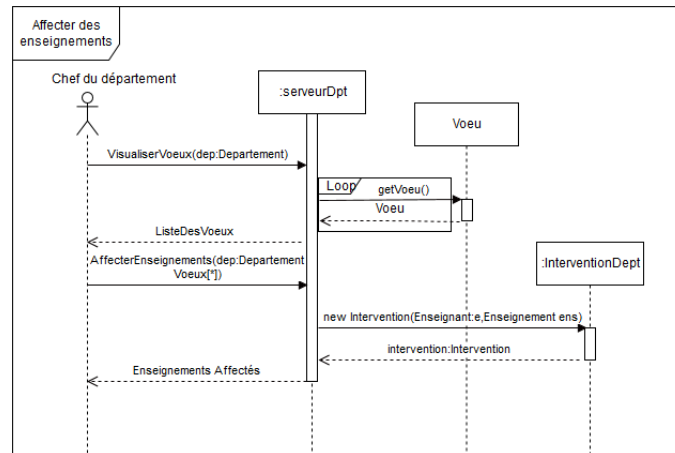 Affecter des
enseignements
Chef du département
:serveurDpt
Voeu
VisualiserVoeux(dep:Departement)
Loop
getVoeu()
Voeu
ListeDesVoeux
AffecterEnseignements(dep:Departement
Voeux[*])
:InterventionDept
new Intervention(Enseignant:e,Enseignement ens)
intervention:Intervention
Enseignements Affectés